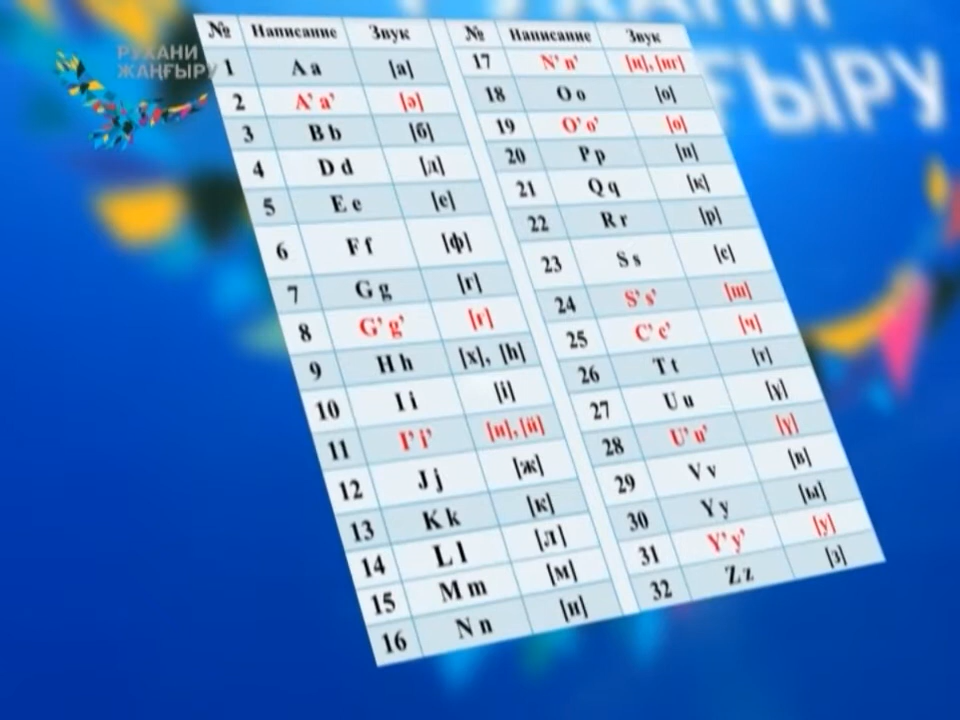 РУХАНИ
ЖАҢҒЫРУ
№ Написание Звук
1 A a [а]
2 A’ a’ [ә]
3 B b [б]
4 D d [д]
5 E e [е]
6 F f [ф]
7 G g [г]
8 G’ g’ [ғ]
9 H h [х], [h]
10 I i [і]
11 I’ i’ [и], [й]
12 J j [ж]
13 K k [к]
14 L l [л]
15 M m [м]
16 N n [н]
№ Написание Звук
17 N’ n’ [ң], [нг]
18 O o [о]
19 O’ o’ [ө]
20 P p [п]
21 Q q [қ]
22 R r [р]
23 S s [с]
24 S’ s’ [ш]
25 C’ c’ [ч]
26 T t [т]
27 U u [ұ]
28 U’ u’ [ү]
29 V v [в]
30 Y y [ы]
31 Y’ y’ [у]
32 Z z [з]